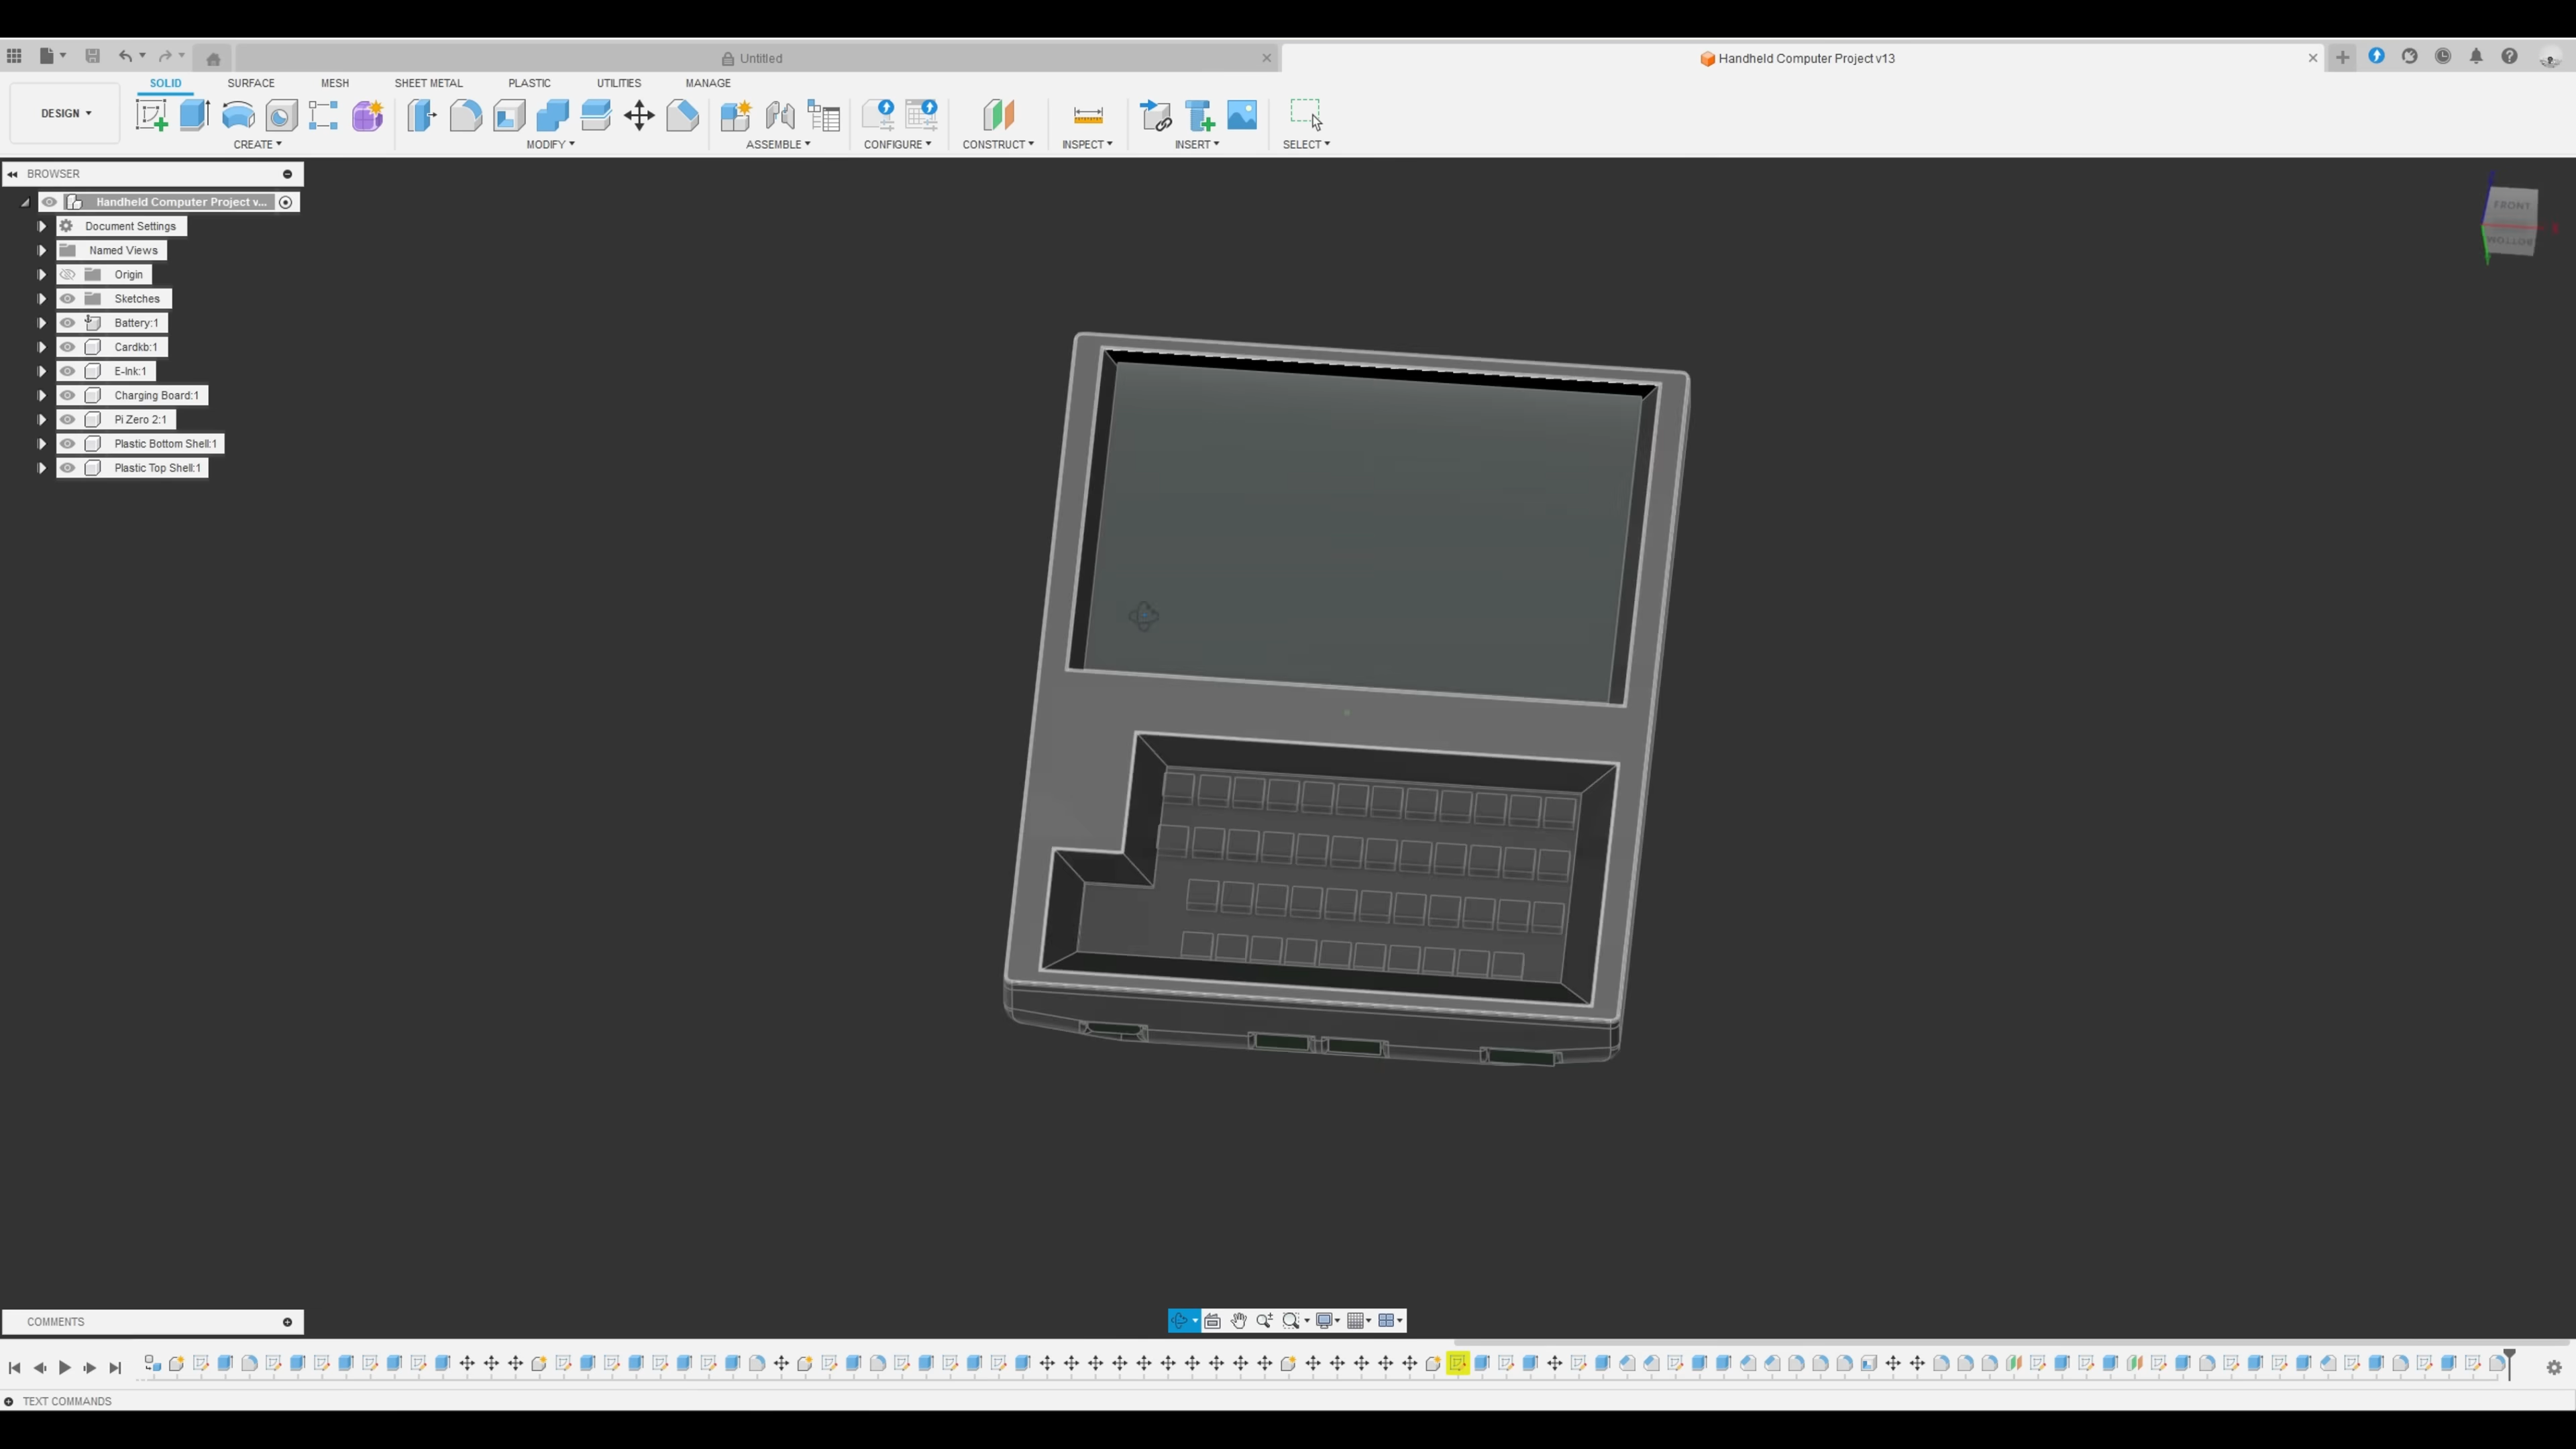 Untitled
Handheld Computer Project v13
SOLID SURFACE MESH SHEET METAL PLASTIC UTILITIES MANAGE
DESIGN
CREATE MODIFY ASSEMBLE CONFIGURE CONSTRUCT INSPECT INSERT SELECT
BROWSER
Handheld Computer Project v...
Document Settings
Named Views
Origin
Sketches
Battery:1
Cardkb:1
E-Ink:1
Charging Board:1
Pi Zero 2:1
Plastic Bottom Shell:1
Plastic Top Shell:1
FRONT
BOTTOM
X
COMMENTS
TEXT COMMANDS